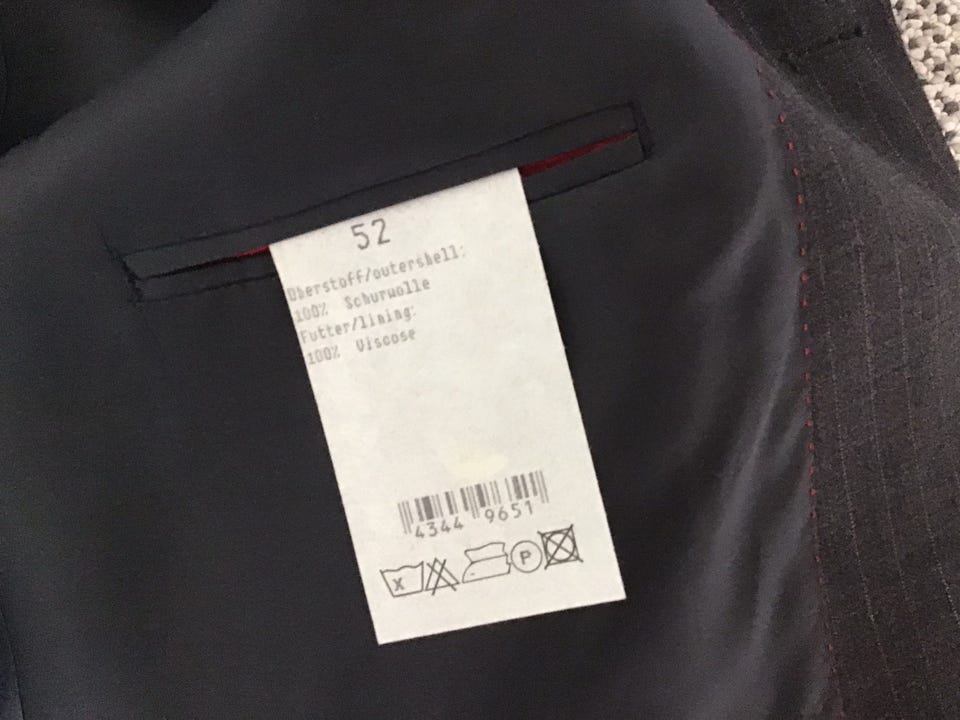 52
Oberstoff/outershell:
100% Schurwolle
Futter/lining:
100% Viscose
4344 9651
P